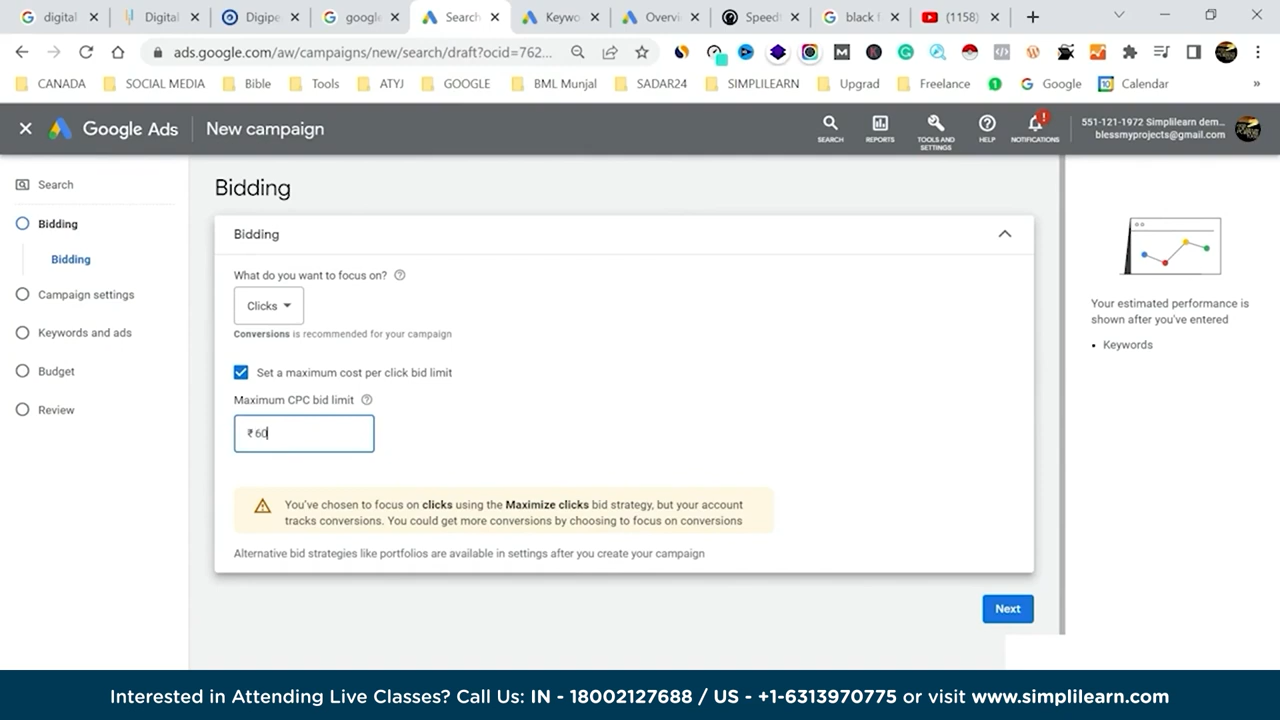 digital
Digital
Digipe
google
Search
Keywo
Overvi
Speed
black
(1158)
ads.google.com/aw/campaigns/new/search/draft?ocid=762...
CANADA
SOCIAL MEDIA
Bible
Tools
ATYJ
GOOGLE
BML Munjal
SADAR24
SIMPLILEARN
Upgrad
Freelance
Google
Calendar
»
Google Ads
New campaign
SEARCH
REPORTS
TOOLS AND
SETTINGS
HELP
NOTIFICATIONS
551-121-1972 Simplilearn dem...
blessmyprojects@gmail.com
Search
Bidding
Bidding
Campaign settings
Keywords and ads
Budget
Review
Bidding
Bidding
What do you want to focus on?
Clicks
Conversions is recommended for your campaign
Set a maximum cost per click bid limit
Maximum CPC bid limit
₹60
You've chosen to focus on clicks using the Maximize clicks bid strategy, but your account
tracks conversions. You could get more conversions by choosing to focus on conversions
Alternative bid strategies like portfolios are available in settings after you create your campaign
Next
Your estimated performance is
shown after you've entered
• Keywords
Interested in Attending Live Classes? Call Us: IN - 18002127688 / US - +1-6313970775 or visit www.simplilearn.com